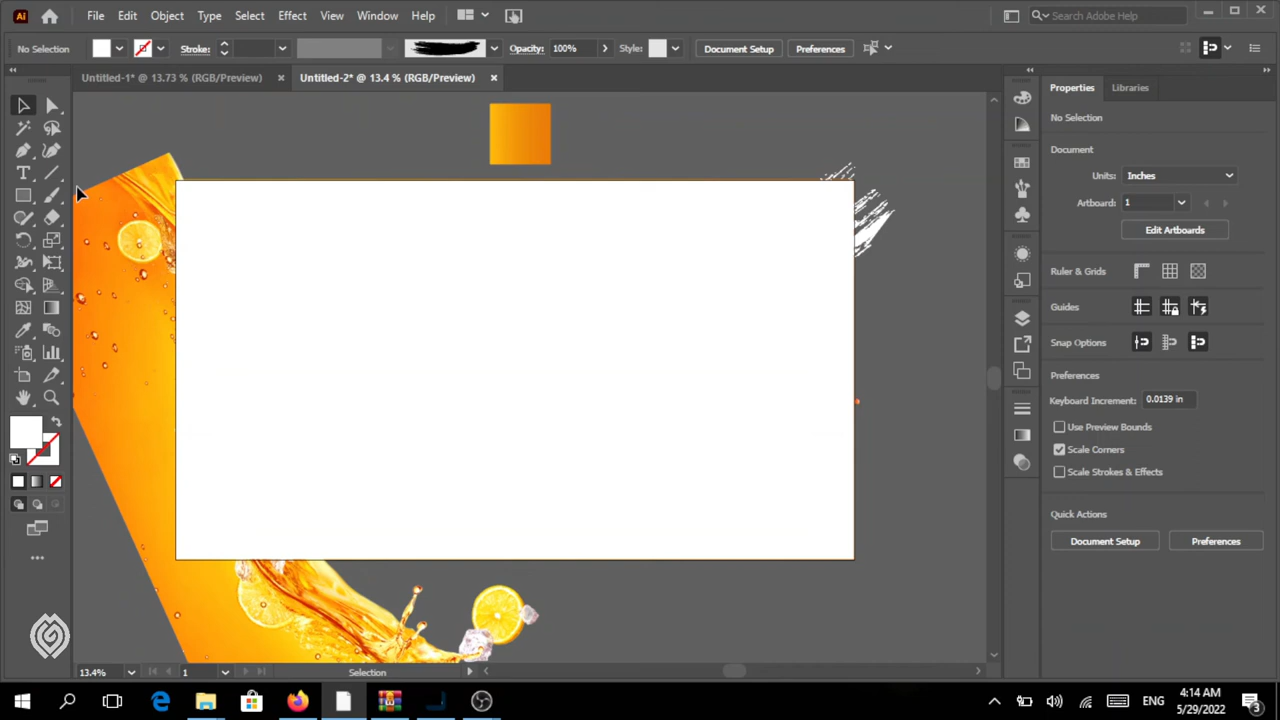 Ai File Edit Object Type Select Effect View Window Help Search Adobe Help
No Selection Stroke: Opacity: 100% Style: Document Setup Preferences
Untitled-1* @ 13.73 % (RGB/Preview) × Untitled-2* @ 13.4 % (RGB/Preview) ×
Properties Libraries
No Selection
Document
Units: Inches
Artboard: 1
Edit Artboards
Ruler & Grids
Guides
Snap Options
Preferences
Keyboard Increment: 0.0139 in
Use Preview Bounds
Scale Corners
Scale Strokes & Effects
Quick Actions
Document Setup Preferences
13.4% 1 Selection
ENG 4:14 AM
5/29/2022 3